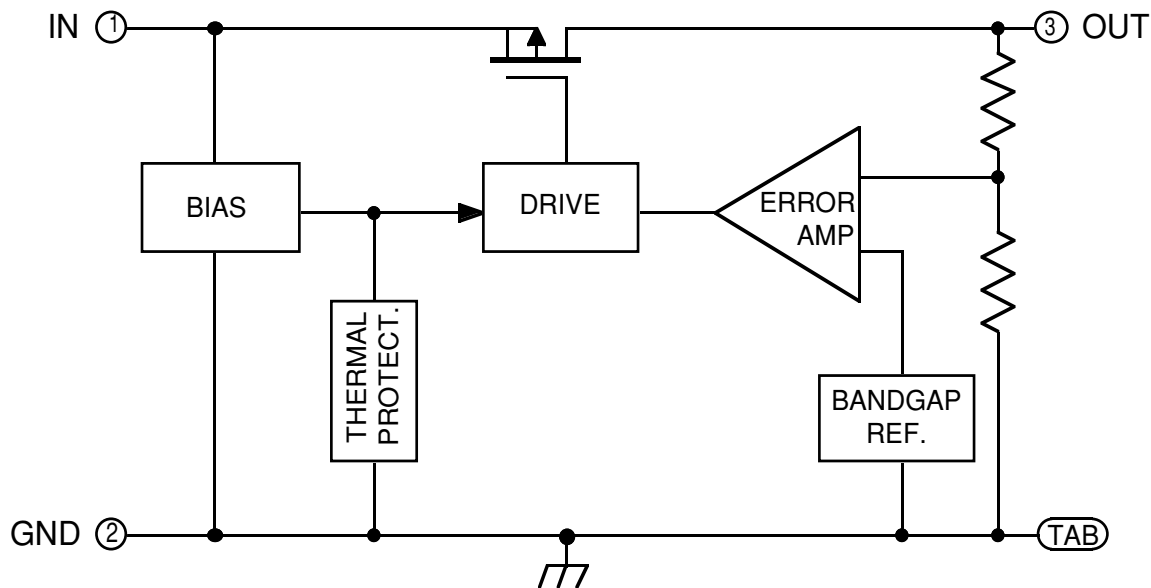 IN 1
3 OUT
BIAS
DRIVE
ERROR
AMP
THERMAL
PROTECT.
BANDGAP
REF.
GND 2
TAB